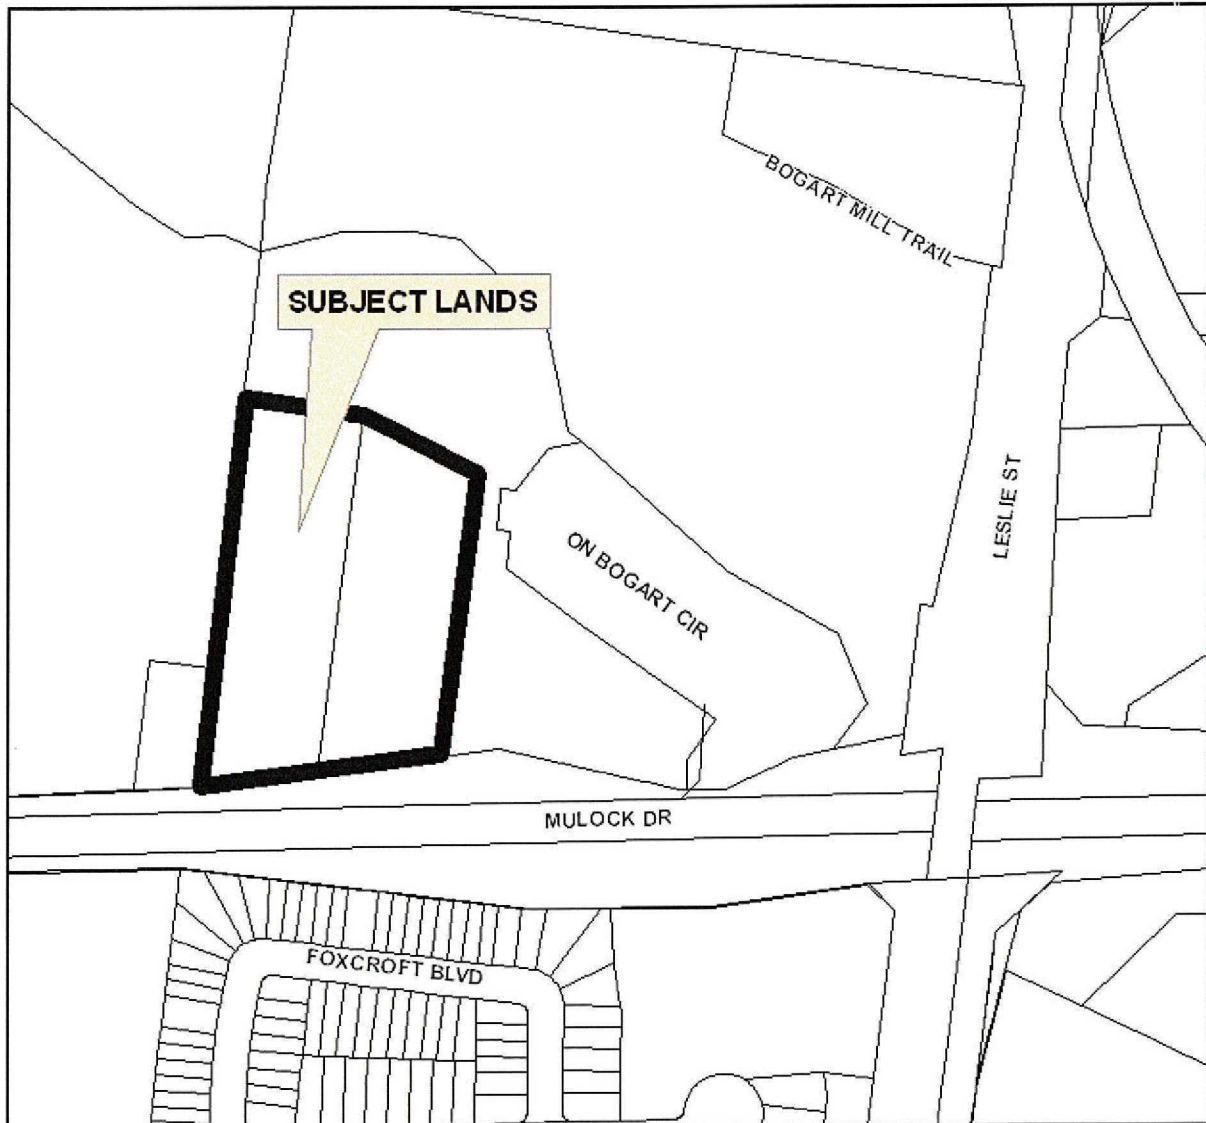 BOGART MILL TRAIL
SUBJECT LANDS
LESLIE ST
ON BOGART CIR
MULOCK DR
FOXCROFT BLVD